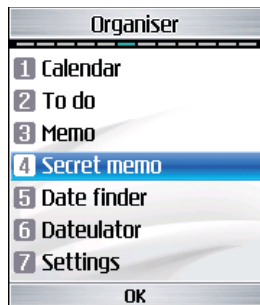 Organiser
1 Calendar
2 To do
3 Memo
4 Secret memo
5 Date finder
6 Dateulator
7 Settings
OK